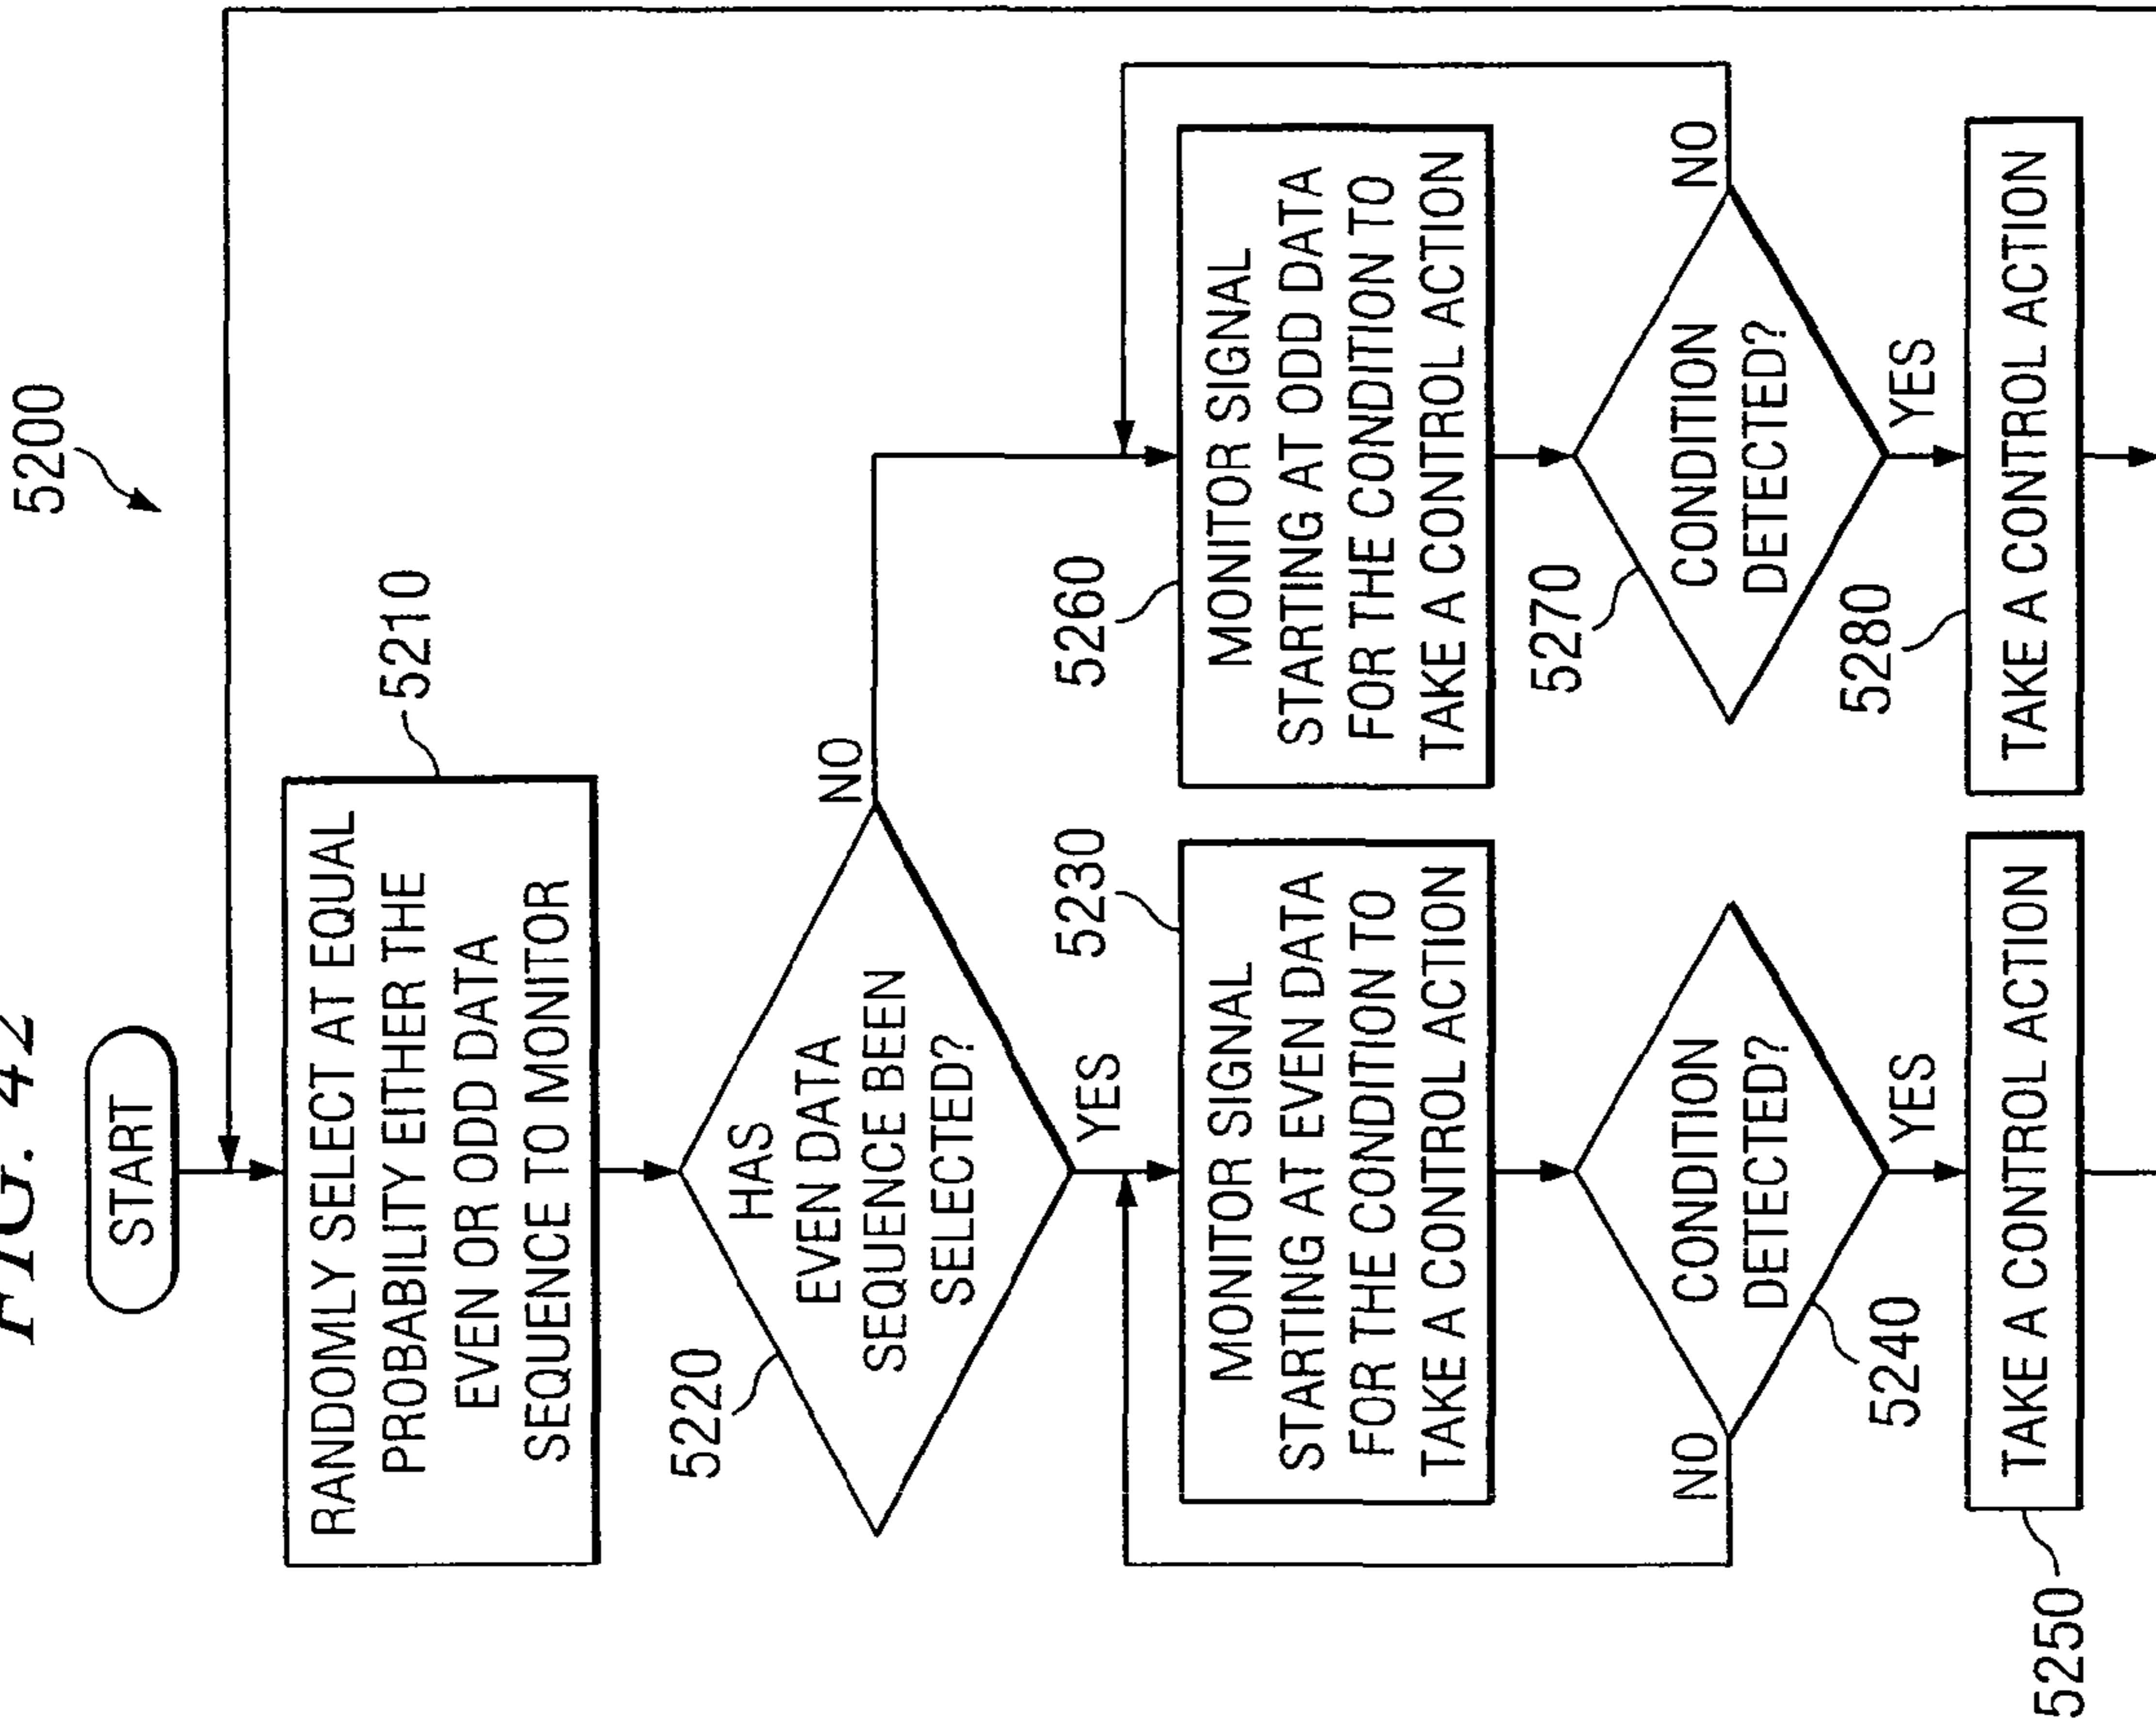 FIG. 42
5200
START
5210
RANDOMLY SELECT AT EQUAL
PROBABILITY EITHER THE
EVEN OR ODD DATA
SEQUENCE TO MONITOR
5220
HAS
EVEN DATA
SEQUENCE BEEN
SELECTED?
NO
YES
5230
MONITOR SIGNAL
STARTING AT EVEN DATA
FOR THE CONDITION TO
TAKE A CONTROL ACTION
5260
MONITOR SIGNAL
STARTING AT ODD DATA
FOR THE CONDITION TO
TAKE A CONTROL ACTION
NO
CONDITION
DETECTED?
5240
YES
5270
CONDITION
DETECTED?
NO
YES
5250
TAKE A CONTROL ACTION
5280
TAKE A CONTROL ACTION